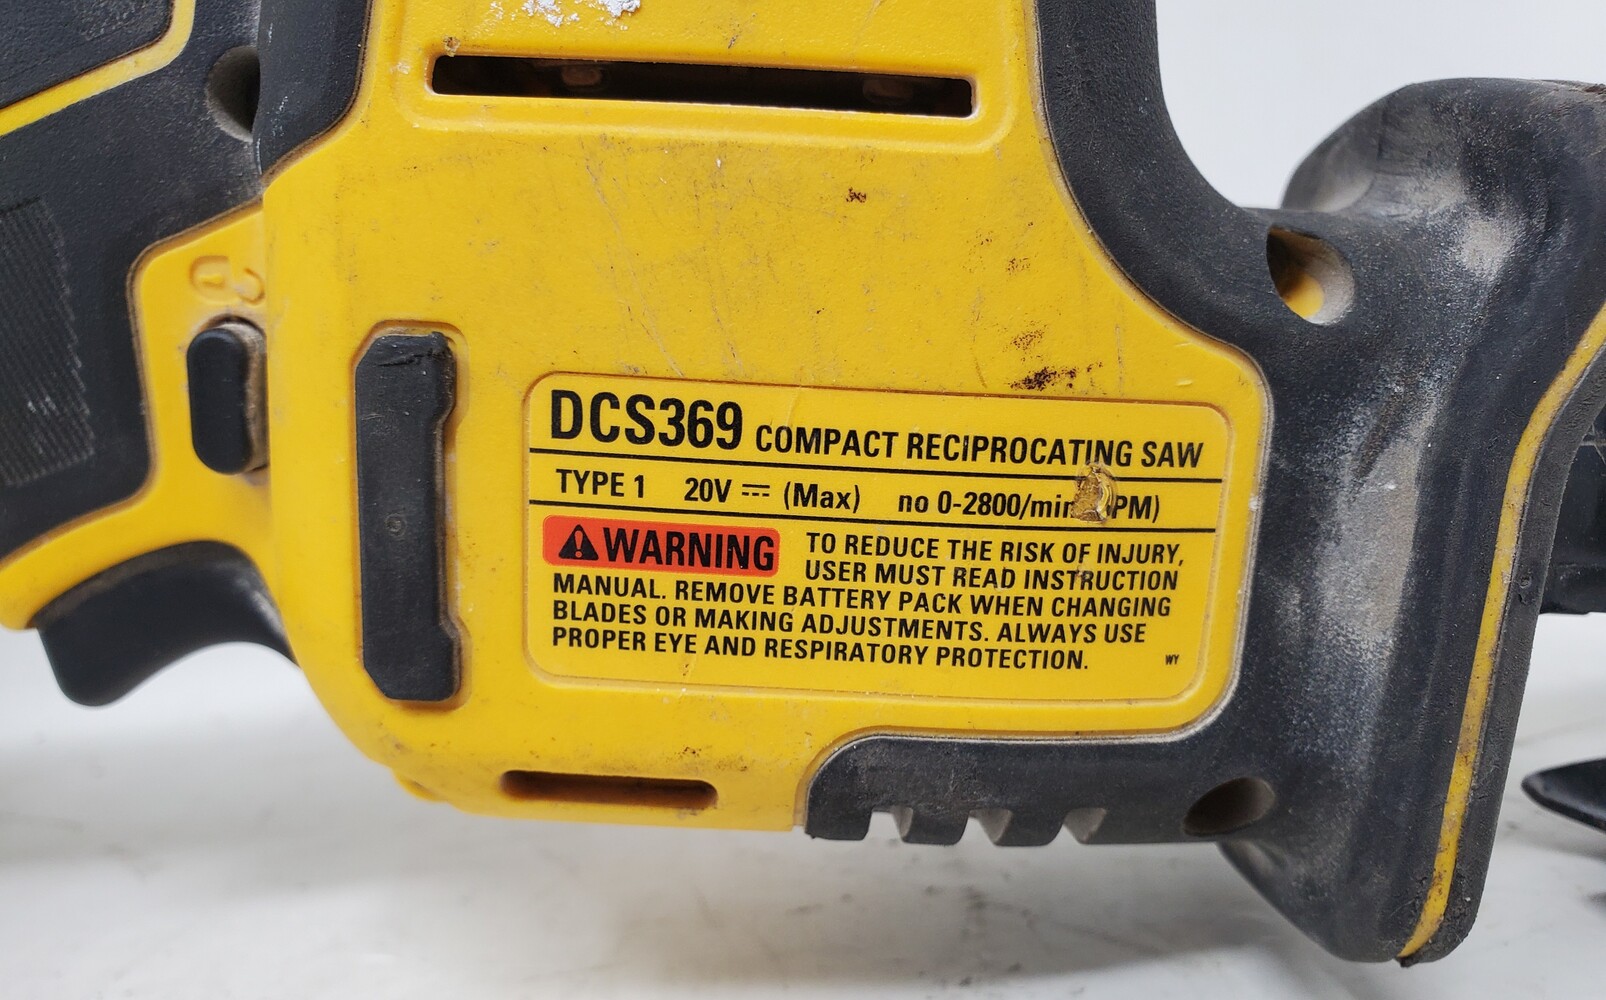 DCS369 COMPACT RECIPROCATING SAW
TYPE 1 20V ⎓ (Max) no 0-2800/min PM)
⚠ WARNING TO REDUCE THE RISK OF INJURY,
USER MUST READ INSTRUCTION
MANUAL. REMOVE BATTERY PACK WHEN CHANGING
BLADES OR MAKING ADJUSTMENTS. ALWAYS USE
PROPER EYE AND RESPIRATORY PROTECTION.
WY